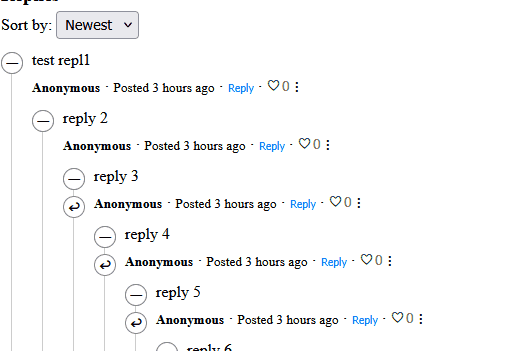 Sort by: Newest
test repl1
Anonymous · Posted 3 hours ago · Reply · ♡0 ⋮
reply 2
Anonymous · Posted 3 hours ago · Reply · ♡0 ⋮
reply 3
Anonymous · Posted 3 hours ago · Reply · ♡0 ⋮
reply 4
Anonymous · Posted 3 hours ago · Reply · ♡0 ⋮
reply 5
Anonymous · Posted 3 hours ago · Reply · ♡0 ⋮
reply 6